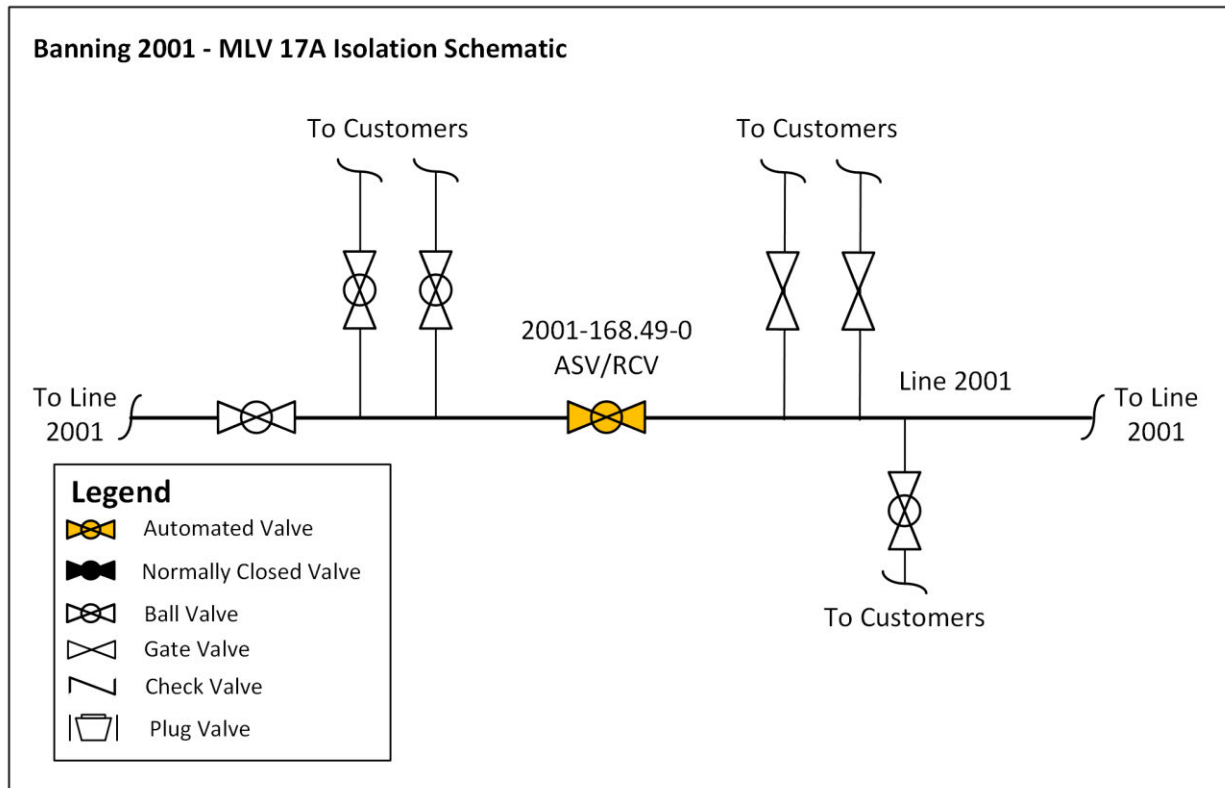 Banning 2001 - MLV 17A Isolation Schematic
To Customers
To Customers
2001-168.49-0
ASV/RCV
Line 2001
To Line
2001
To Line
2001
To Customers
Legend
Automated Valve
Normally Closed Valve
Ball Valve
Gate Valve
Check Valve
Plug Valve